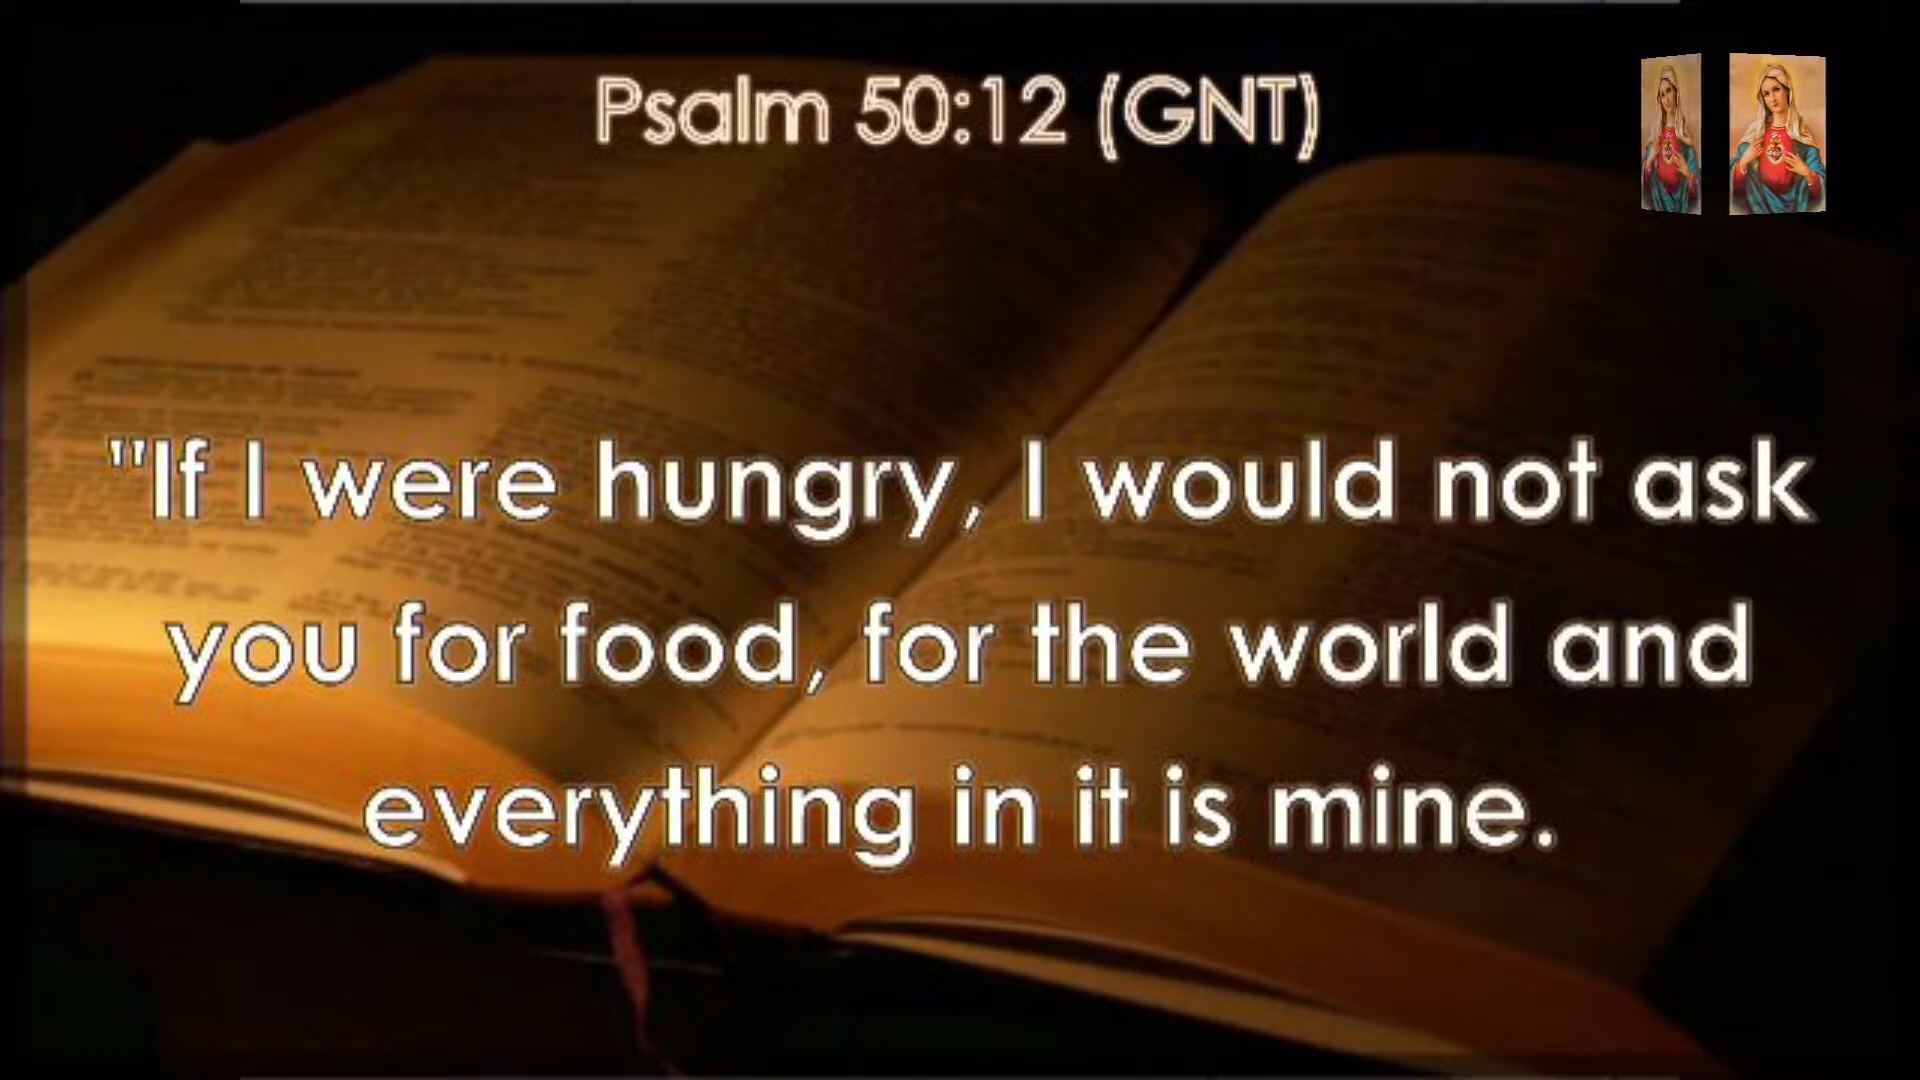 Psalm 50:12 (GNT)
"If I were hungry, I would not ask
you for food, for the world and
everything in it is mine.